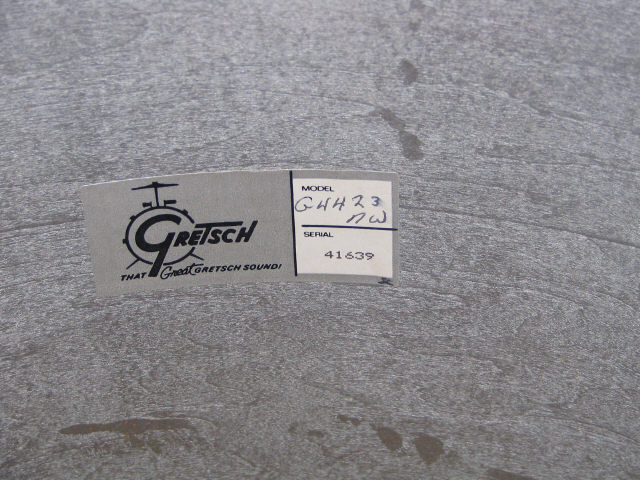 GRETSCH
THAT Great GRETSCH SOUND!
MODEL
G4423
NW
SERIAL
41639